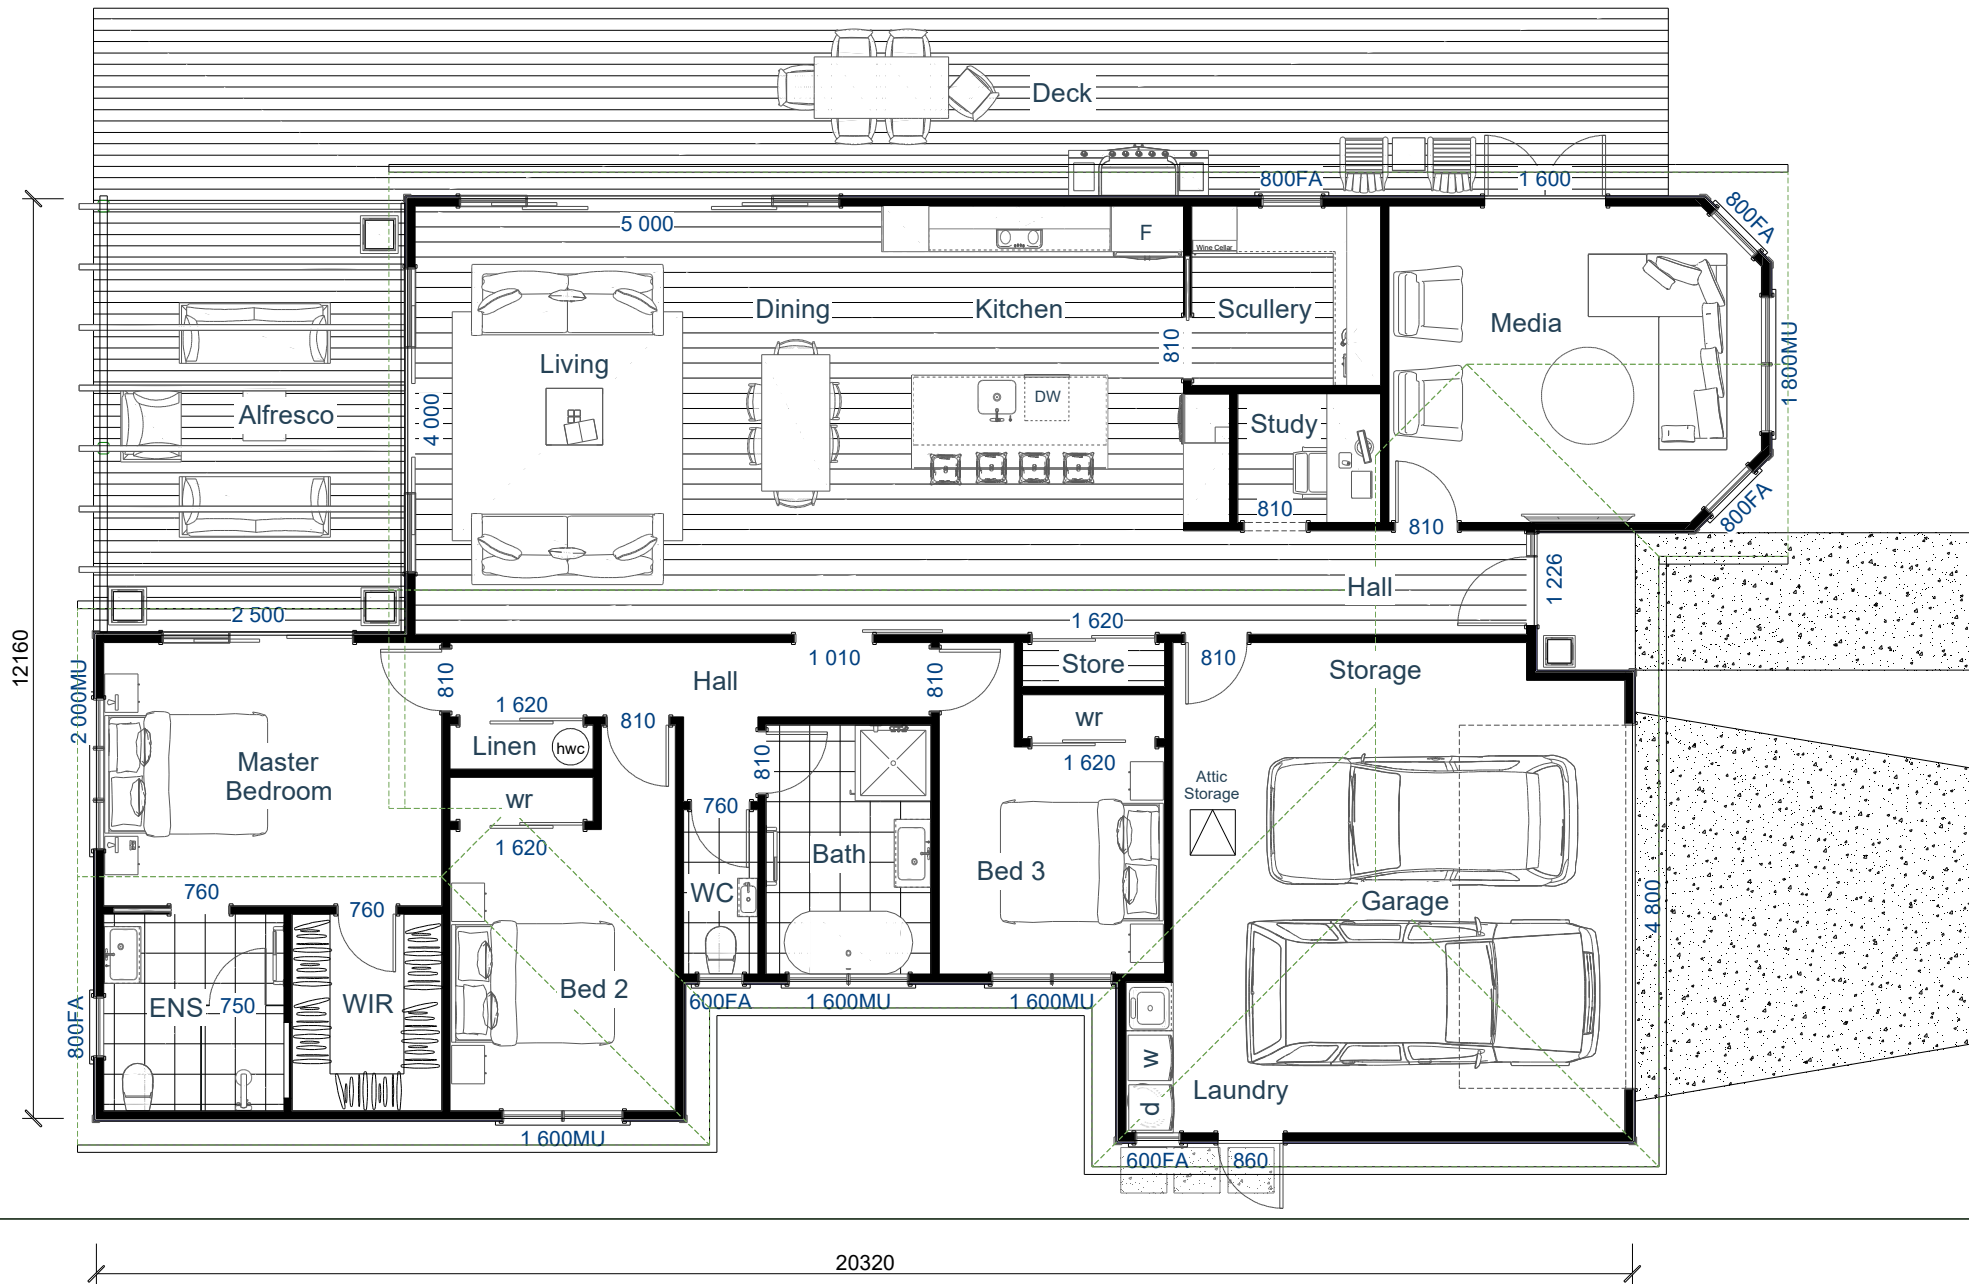 Deck
800FA
1 600
800FA
5 000
F
Wine Cellar
Dining
Kitchen
Scullery
Media
Living
810
1 800MU
4 000
DW
Alfresco
Study
810
810
800FA
Hall
1 226
2 500
1 620
12160
2 000MU
810
Hall
1 010
810
Store
810
Storage
1 620
810
wr
Linen
hwc
810
1 620
Master
Bedroom
wr
760
Attic
Storage
1 620
Bath
Bed 3
760
WC
760
Garage
4 800
ENS
750
WIR
Bed 2
600FA
1 600MU
1 600MU
800FA
w
Laundry
d
1 600MU
600FA
860
20320